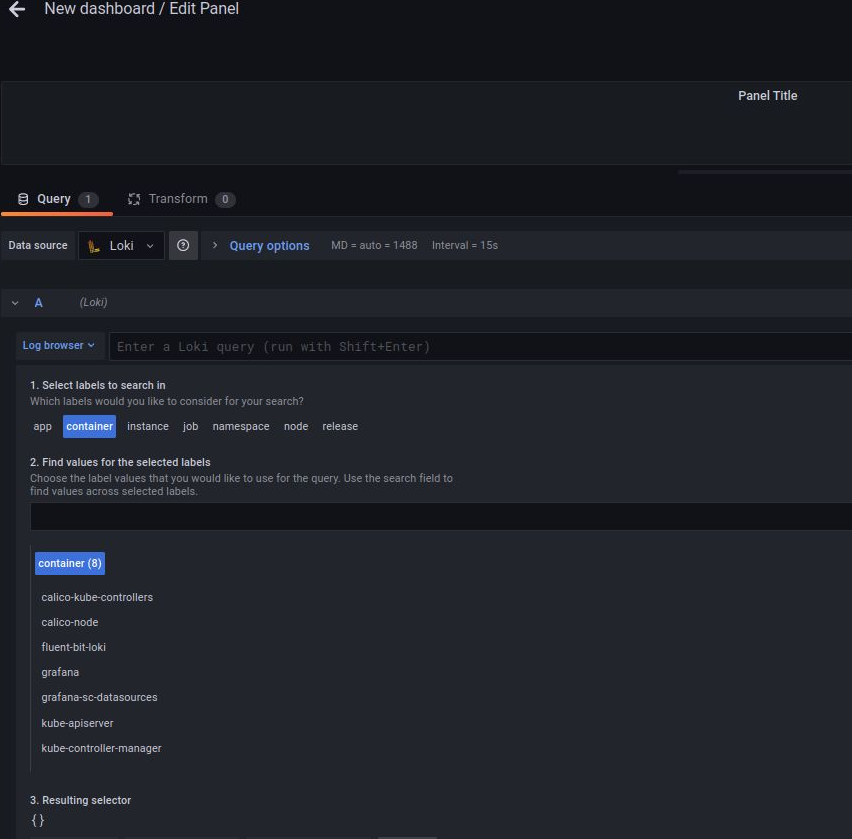 New dashboard / Edit Panel
Panel Title
Query 1 Transform 0
Data source Loki Query options MD = auto = 1488 Interval = 15s
A (Loki)
Log browser Enter a Loki query (run with Shift+Enter)
1. Select labels to search in
Which labels would you like to consider for your search?
app container instance job namespace node release
2. Find values for the selected labels
Choose the label values that you would like to use for the query. Use the search field to
find values across selected labels.
container (8)
calico-kube-controllers
calico-node
fluent-bit-loki
grafana
grafana-sc-datasources
kube-apiserver
kube-controller-manager
3. Resulting selector
{}